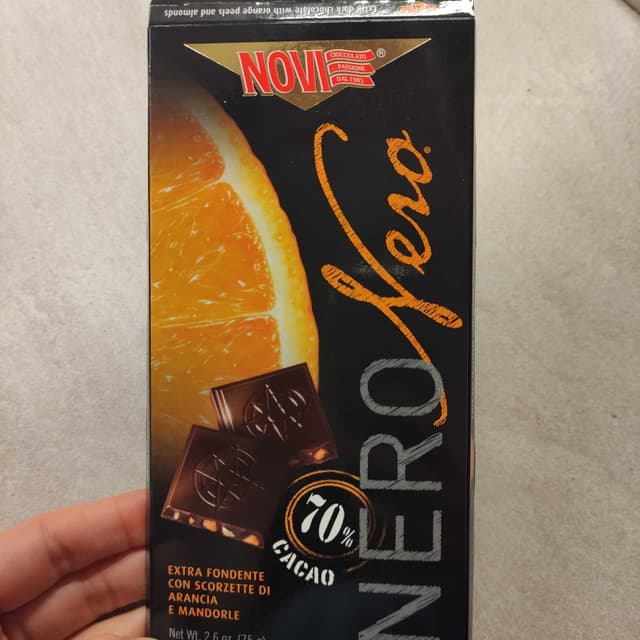 Extra dark chocolate with orange peels and almonds
NOVI
CIOCCOLATO
PASSIONE
DAL 1903
®
Nero®
NERO
70%
CACAO
EXTRA FONDENTE
CON SCORZETTE DI
ARANCIA
E MANDORLE
Net Wt. 2.6 oz. (75 g)